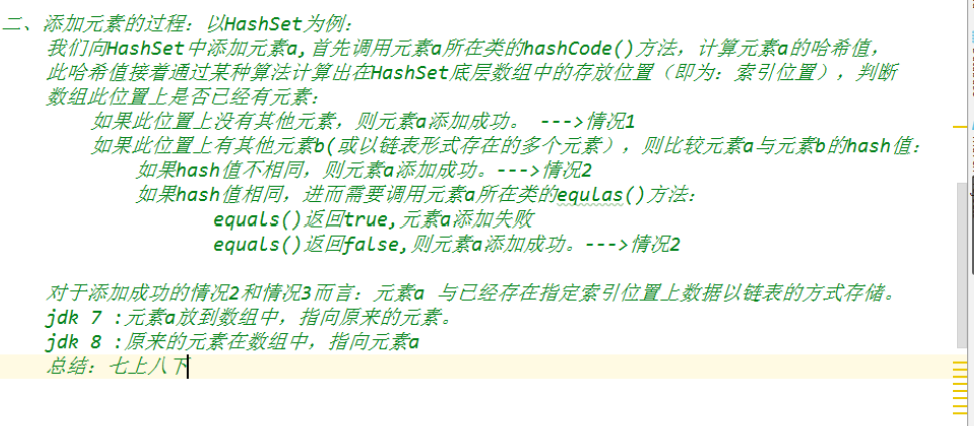 二、添加元素的过程：以HashSet为例：
我们向HashSet中添加元素a,首先调用元素a所在类的hashCode()方法，计算元素a的哈希值，
此哈希值接着通过某种算法计算出在HashSet底层数组中的存放位置（即为：索引位置），判断
数组此位置上是否已经有元素：
如果此位置上没有其他元素，则元素a添加成功。 --->情况1
如果此位置上有其他元素b(或以链表形式存在的多个元素），则比较元素a与元素b的hash值：
如果hash值不相同，则元素a添加成功。--->情况2
如果hash值相同，进而需要调用元素a所在类的equlas()方法：
equals()返回true,元素a添加失败
equals()返回false,则元素a添加成功。--->情况2
对于添加成功的情况2和情况3而言：元素a 与已经存在指定索引位置上数据以链表的方式存储。
jdk 7 :元素a放到数组中，指向原来的元素。
jdk 8 :原来的元素在数组中，指向元素a
总结：七上八下